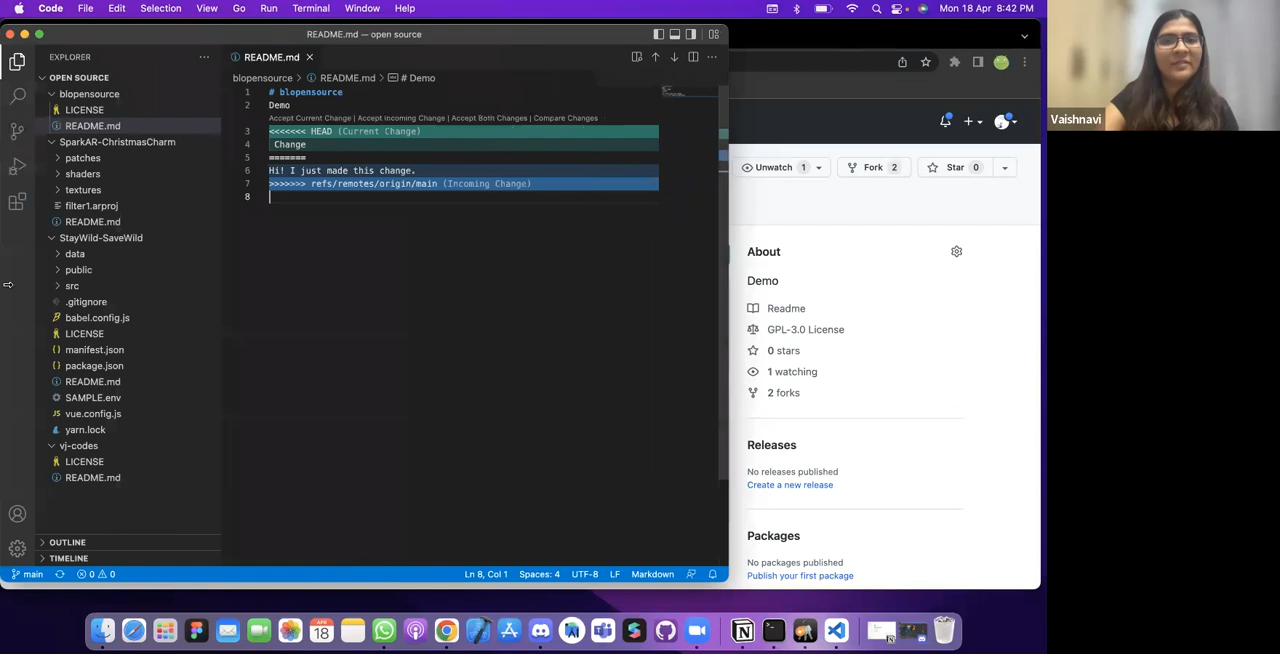 Code File Edit Selection View Go Run Terminal Window Help Mon 18 Apr 8:42 PM
README.md — open source
EXPLORER
OPEN SOURCE
blopensource
LICENSE
README.md
SparkAR-ChristmasCharm
patches
shaders
textures
filter1.arproj
README.md
StayWild-SaveWild
data
public
src
.gitignore
babel.config.js
LICENSE
manifest.json
package.json
README.md
SAMPLE.env
vue.config.js
yarn.lock
vj-codes
LICENSE
README.md
OUTLINE
TIMELINE
README.md
blopensource > README.md > # Demo
1 # blopensource
2 Demo
Accept Current Change | Accept Incoming Change | Accept Both Changes | Compare Changes
3 <<<<<<< HEAD (Current Change)
4 Change
5 =======
6 Hi! I just made this change.
7 >>>>>>> refs/remotes/origin/main (Incoming Change)
8
main 0 0 Ln 8, Col 1 Spaces: 4 UTF-8 LF Markdown
Unwatch 1 Fork 2 Star 0
About
Demo
Readme
GPL-3.0 License
0 stars
1 watching
2 forks
Releases
No releases published
Create a new release
Packages
No packages published
Publish your first package
Vaishnavi
APR
18